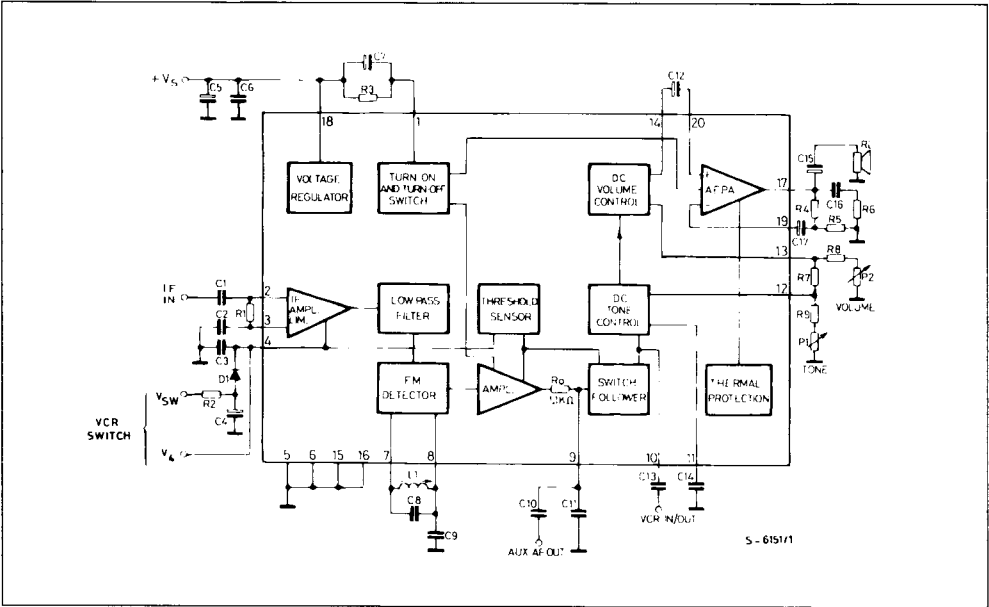 + VS
C5
C6
C7
R3
C12
18
1
14
20
VOLTAGE
REGULATOR
TURN ON
AND TURN OFF
SWITCH
DC
VOLUME
CONTROL
A.F. P.A.
+
-
17
19
13
12
C15
R4
C16
R6
R5
C17
R8
R7
P2
VOLUME
R9
P1
TONE
IF
IN
C1
R1
C2
C3
2
3
4
IF
AMPL.
LIM.
LOW PASS
FILTER
THRESHOLD
SENSOR
DC
TONE
CONTROL
D1
VSW
R2
C4
VCR
SWITCH
V4
FM
DETECTOR
AMPL.
SWITCH
FOLLOWER
THERMAL
PROTECTION
5
6
15
16
7
8
9
10
11
L1
C8
C9
C10
C11
C13
C14
AUX AF OUT
VCR IN/OUT
S - 6151/1